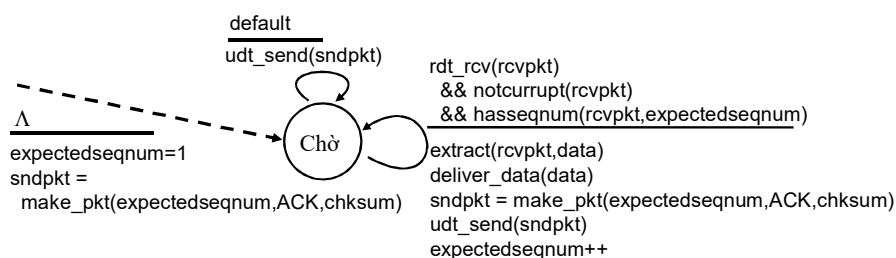 default
udt_send(sndpkt)
rdt_rcv(rcvpkt)
&& notcurrupt(rcvpkt)
&& hasseqnum(rcvpkt,expectedseqnum)
Λ
Chờ
expectedseqnum=1
sndpkt =
make_pkt(expectedseqnum,ACK,chksum)
extract(rcvpkt,data)
deliver_data(data)
sndpkt = make_pkt(expectedseqnum,ACK,chksum)
udt_send(sndpkt)
expectedseqnum++